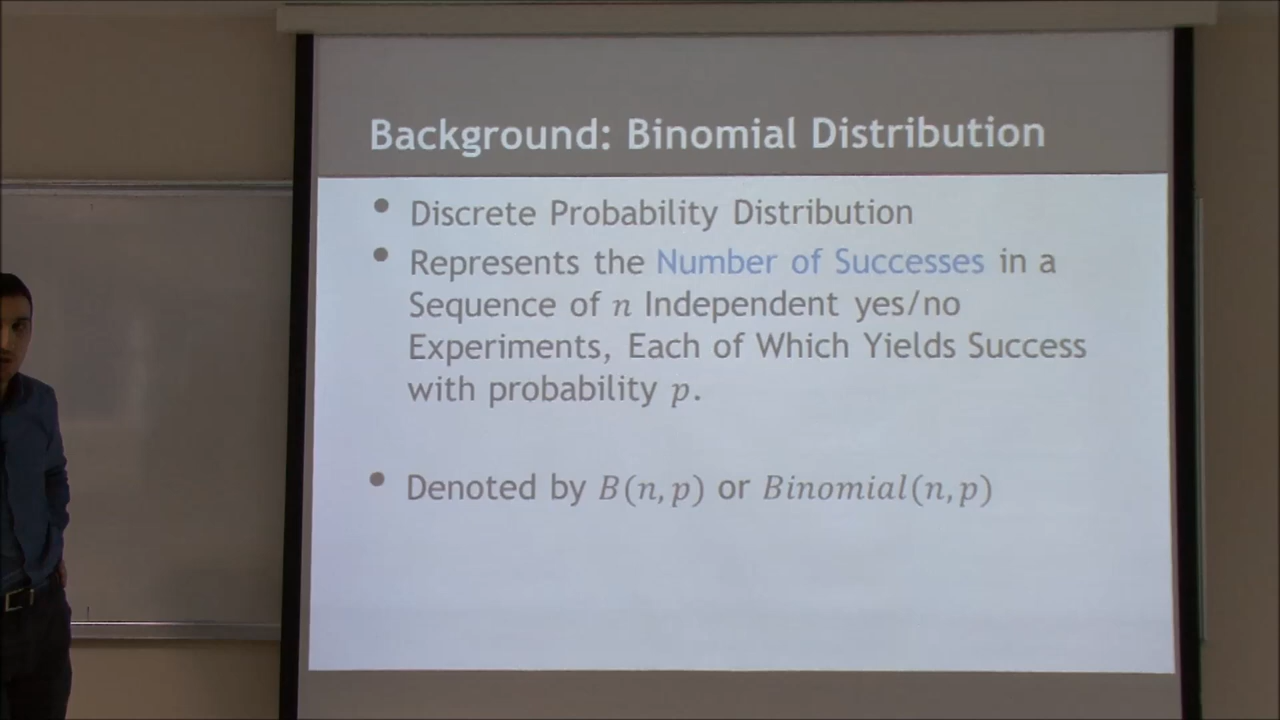 Background: Binomial Distribution
• Discrete Probability Distribution
• Represents the Number of Successes in a
Sequence of n Independent yes/no
Experiments, Each of Which Yields Success
with probability p.
• Denoted by B(n, p) or Binomial(n, p)